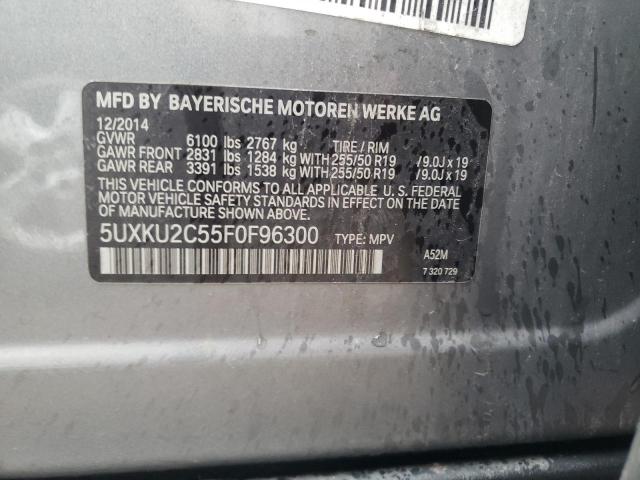 MFD BY BAYERISCHE MOTOREN WERKE AG
12/2014
GVWR 6100 lbs 2767 kg TIRE / RIM
GAWR FRONT 2831 lbs 1284 kg WITH 255/50 R19 / 9.0J x 19
GAWR REAR 3391 lbs 1538 kg WITH 255/50 R19 / 9.0J x 19
THIS VEHICLE CONFORMS TO ALL APPLICABLE U. S. FEDERAL
MOTOR VEHICLE SAFETY STANDARDS IN EFFECT ON THE DATE
OF MANUFACTURE SHOWN ABOVE.
5UXKU2C55F0F96300 TYPE: MPV
A52M
7 320 729